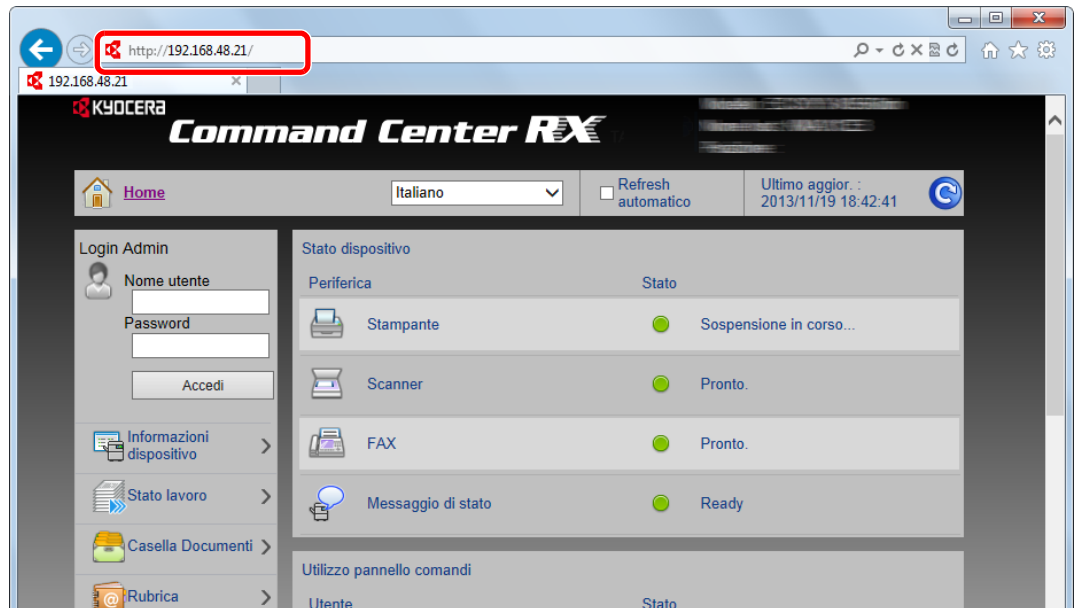 http://192.168.48.21/
192.168.48.21
KYOCERA
Command Center RX
Home
Italiano
Refresh
automatico
Ultimo aggior. :
2013/11/19 18:42:41
Login Admin
Nome utente
Password
Accedi
Informazioni
dispositivo
Stato lavoro
Casella Documenti
Rubrica
Stato dispositivo
Periferica Stato
Stampante Sospensione in corso...
Scanner Pronto.
FAX Pronto.
Messaggio di stato Ready
Utilizzo pannello comandi
Utente Stato